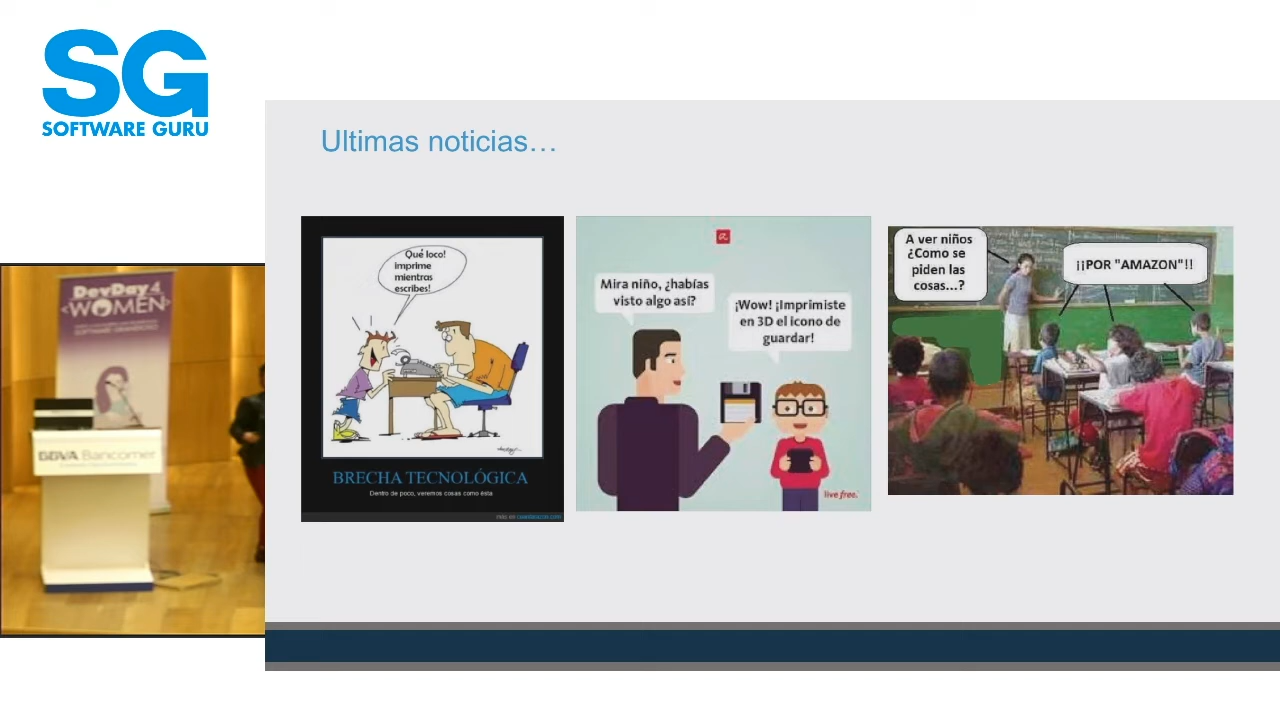 SG
SOFTWARE GURU
Ultimas noticias…
Qué loco!
imprime
mientras
escribes!
BRECHA TECNOLÓGICA
Dentro de poco, veremos cosas como ésta
Mira niño, ¿habías
visto algo así?
¡Wow! ¡Imprimiste
en 3D el icono de
guardar!
live free.
A ver niños
¿Como se
piden las
cosas...?
¡¡POR "AMAZON"!!
DevDay4
<WOMEN>
BBVA Bancomer